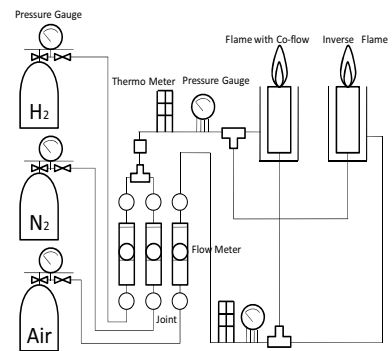 Pressure Gauge
Flame with Co-flow
Inverse Flame
Thermo Meter
Pressure Gauge
H2
N2
Flow Meter
Joint
Air